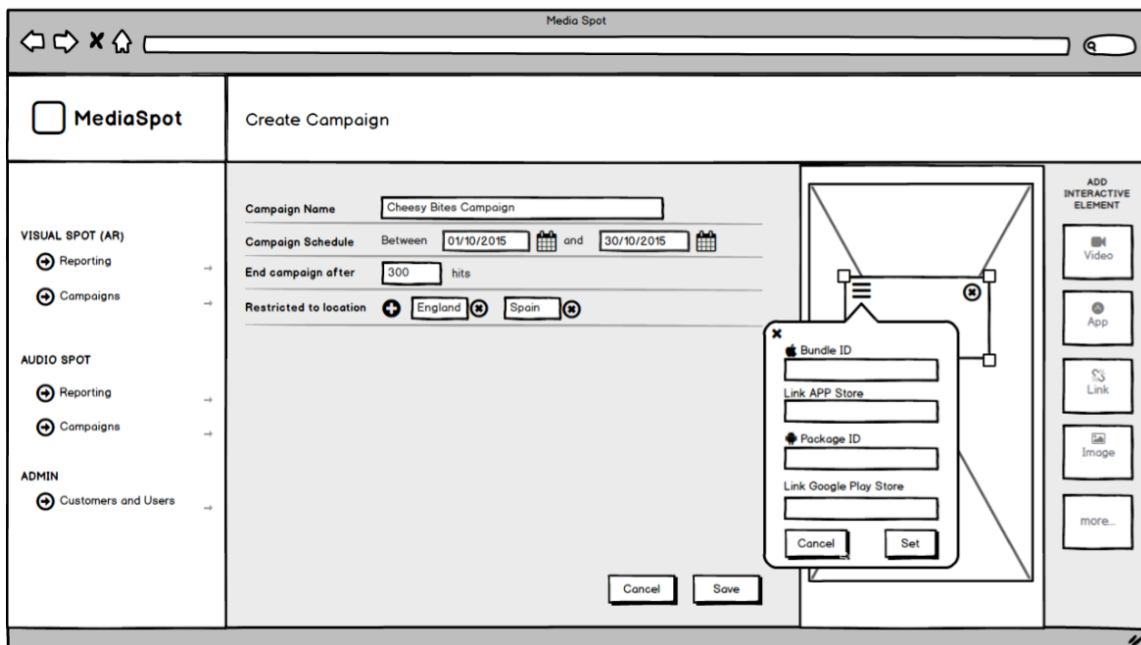 Media Spot
MediaSpot
Create Campaign
VISUAL SPOT (AR)
Reporting
Campaigns
AUDIO SPOT
Reporting
Campaigns
ADMIN
Customers and Users
Campaign Name Cheesy Bites Campaign
Campaign Schedule Between 01/10/2015 and 30/10/2015
End campaign after 300 hits
Restricted to location England Spain
Cancel Save
Bundle ID
Link APP Store
Package ID
Link Google Play Store
Cancel Set
ADD
INTERACTIVE
ELEMENT
Video
App
Link
Image
more...